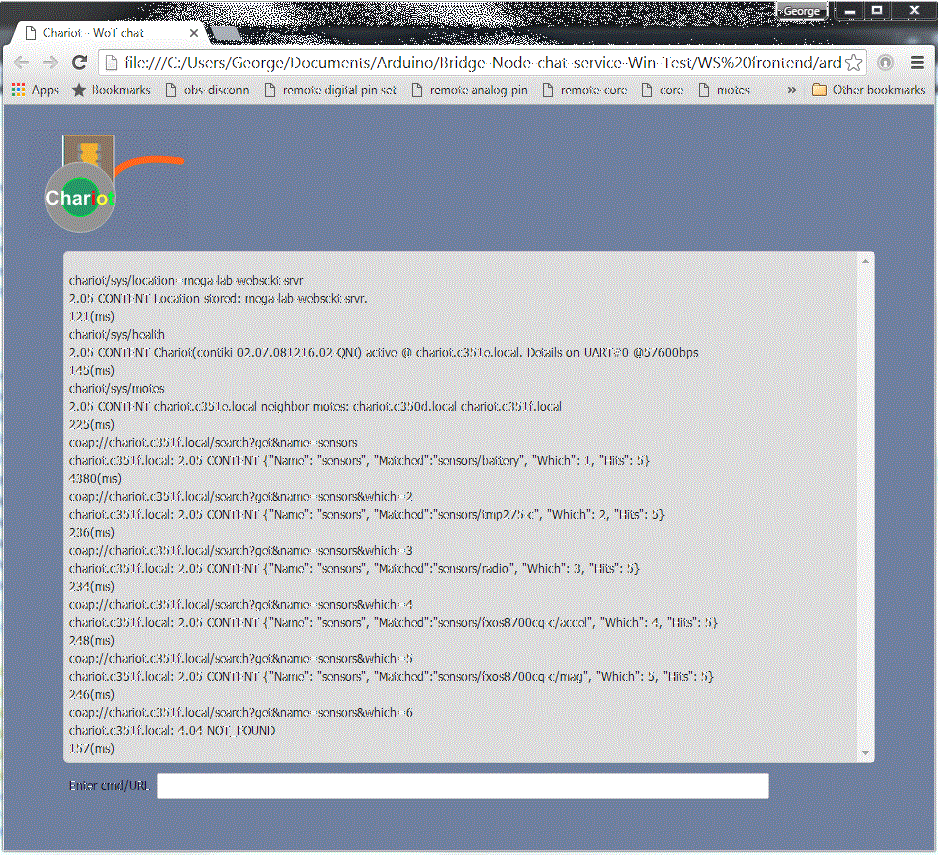 George
Chariot - WoT chat
file:///C:/Users/George/Documents/Arduino/Bridge-Node-chat-service-Win-Test/WS%20frontend/ard
Apps Bookmarks obs disconn remote digital pin set remote analog pin remote-core core motes » Other bookmarks
Chariot
chariot/sys/location=mega-lab-websckt-srvr
2.05 CONTENT Location stored: mega-lab-websckt-srvr.
121(ms)
chariot/sys/health
2.05 CONTENT Chariot(contiki-02.07.081216.02-QNI) active @ chariot.c351e.local. Details on UART#0 @57600bps
145(ms)
chariot/sys/motes
2.05 CONTENT chariot.c351e.local neighbor motes: chariot.c350d.local chariot.c351f.local
225(ms)
coap://chariot.c351f.local/search?get&name=sensors
chariot.c351f.local: 2.05 CONTENT {"Name": "sensors", "Matched":"sensors/battery", "Which": 1, "Hits": 5}
4380(ms)
coap://chariot.c351f.local/search?get&name=sensors&which=2
chariot.c351f.local: 2.05 CONTENT {"Name": "sensors", "Matched":"sensors/tmp275-c", "Which": 2, "Hits": 5}
236(ms)
coap://chariot.c351f.local/search?get&name=sensors&which=3
chariot.c351f.local: 2.05 CONTENT {"Name": "sensors", "Matched":"sensors/radio", "Which": 3, "Hits": 5}
234(ms)
coap://chariot.c351f.local/search?get&name=sensors&which=4
chariot.c351f.local: 2.05 CONTENT {"Name": "sensors", "Matched":"sensors/fxos8700cq-c/accel", "Which": 4, "Hits": 5}
248(ms)
coap://chariot.c351f.local/search?get&name=sensors&which=5
chariot.c351f.local: 2.05 CONTENT {"Name": "sensors", "Matched":"sensors/fxos8700cq-c/mag", "Which": 5, "Hits": 5}
246(ms)
coap://chariot.c351f.local/search?get&name=sensors&which=6
chariot.c351f.local: 4.04 NOT_FOUND
157(ms)
Enter cmd/URL